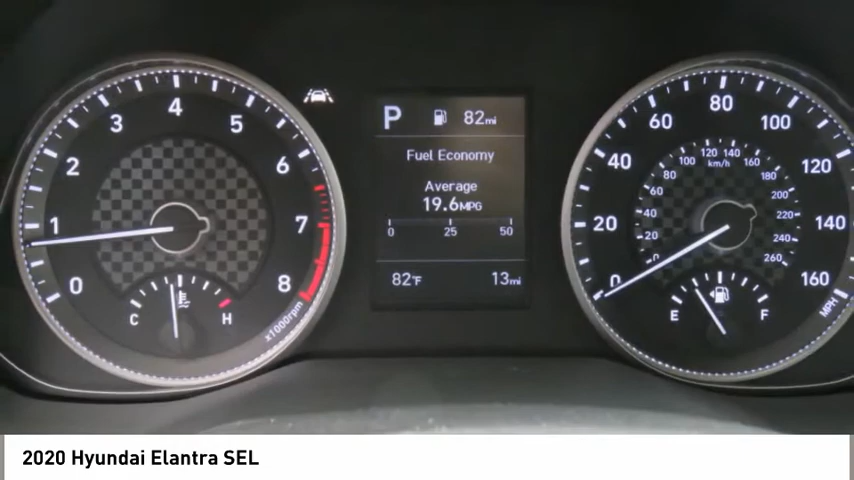 P 82mi
Fuel Economy
Average
19.6MPG
0 25 50
82°F 13mi
0 1 2 3 4 5 6 7 8
x1000rpm
C H
0 20 40 60 80 100 120 140 160
MPH
20 40 60 80 100 120 140 160 180 200 220 240 260
km/h
E F
2020 Hyundai Elantra SEL